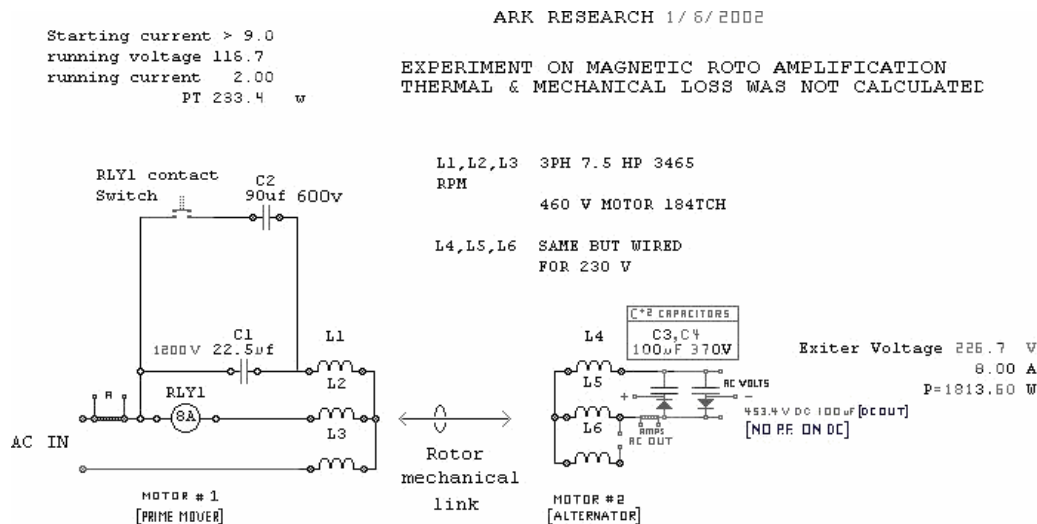 ARK RESEARCH 1/6/2002
Starting current > 9.0
running voltage 116.7
running current 2.00
PT 233.4 w
EXPERIMENT ON MAGNETIC ROTO AMPLIFICATION
THERMAL & MECHANICAL LOSS WAS NOT CALCULATED
L1,L2,L3 3PH 7.5 HP 3465
RPM
460 V MOTOR 184TCH
L4,L5,L6 SAME BUT WIRED
FOR 230 V
RLY1 contact
Switch
C2
90uf 600v
C1
1200V 22.5uf
L1
L2
L3
A
RLY1
8A
AC IN
MOTOR # 1
[PRIME MOVER]
Rotor
mechanical
link
C+2 CAPACITORS
C3,C4
100uF 370V
L4
L5
L6
AC VOLTS
+
-
453.4 V DC 100uF [DC OUT]
[NO P.F. ON DC]
AMPS
AC OUT
MOTOR #2
[ALTERNATOR]
Exiter Voltage 226.7 V
8.00 A
P=1813.60 W